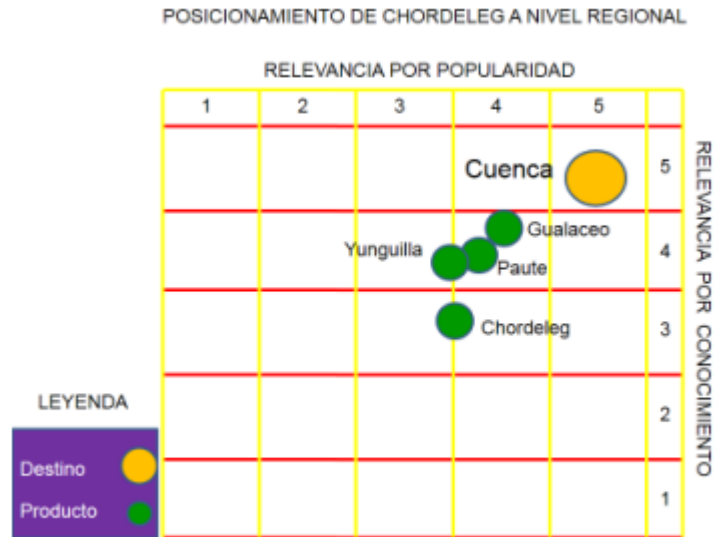 POSICIONAMIENTO DE CHORDELEG A NIVEL REGIONAL
RELEVANCIA POR POPULARIDAD
1 2 3 4 5
Cuenca
5
Gualaceo
Yunguilla
4
Paute
Chordeleg
3
2
1
RELEVANCIA POR CONOCIMIENTO
LEYENDA
Destino
Producto